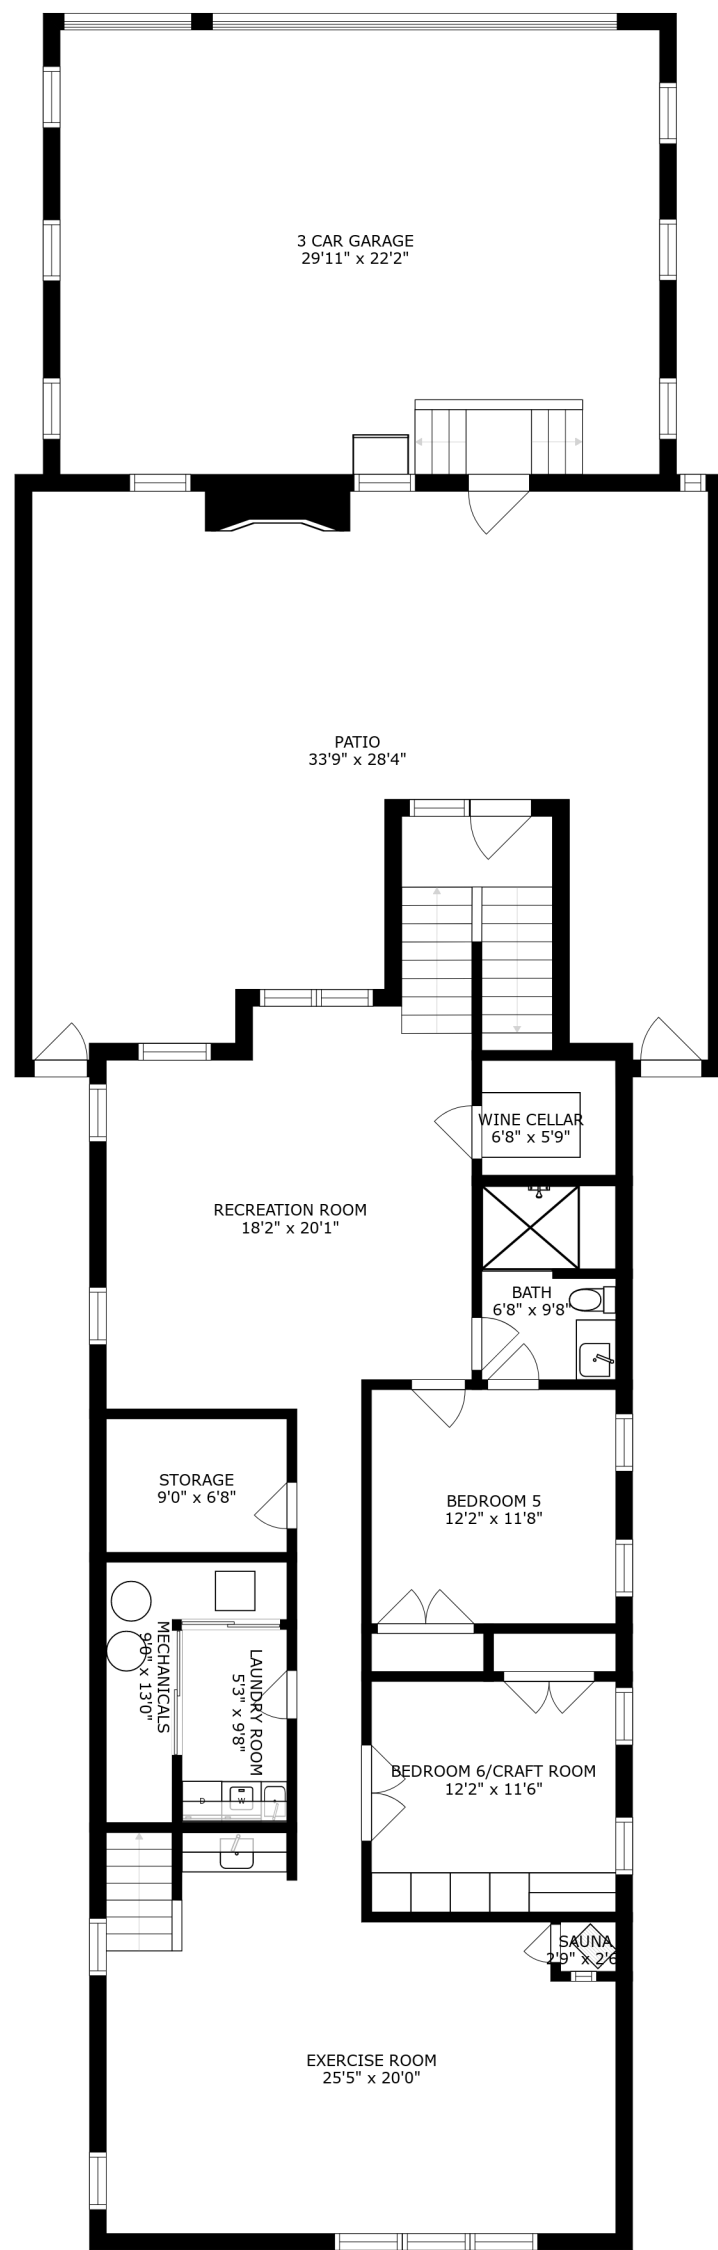 3 CAR GARAGE
29'11" x 22'2"
PATIO
33'9" x 28'4"
WINE CELLAR
6'8" x 5'9"
RECREATION ROOM
18'2" x 20'1"
BATH
6'8" x 9'8"
STORAGE
9'0" x 6'8"
BEDROOM 5
12'2" x 11'8"
MECHANICALS
9'0" x 13'0"
LAUNDRY ROOM
5'3" x 9'8"
D W
BEDROOM 6/CRAFT ROOM
12'2" x 11'6"
SAUNA
2'9" x 2'6
EXERCISE ROOM
25'5" x 20'0"